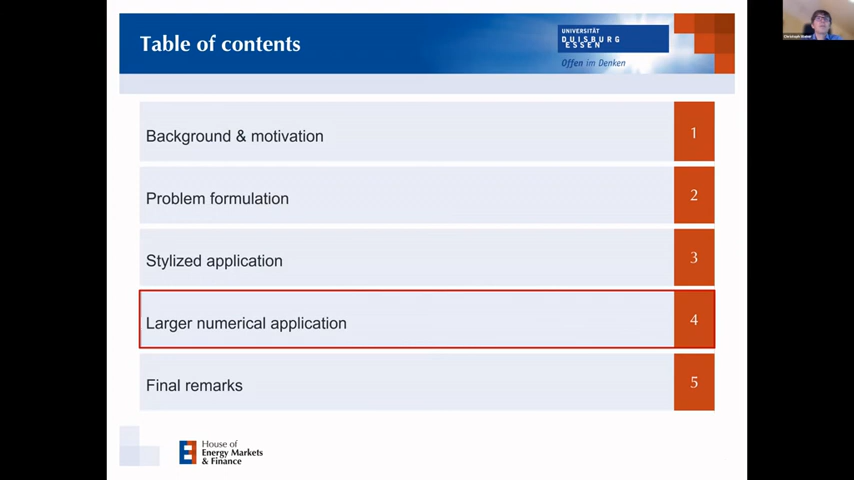 Table of contents
UNIVERSITÄT
DUISBURG
ESSEN
Offen im Denken
Background & motivation
1
Problem formulation
2
Stylized application
3
Larger numerical application
4
Final remarks
5
House of
Energy Markets
& Finance